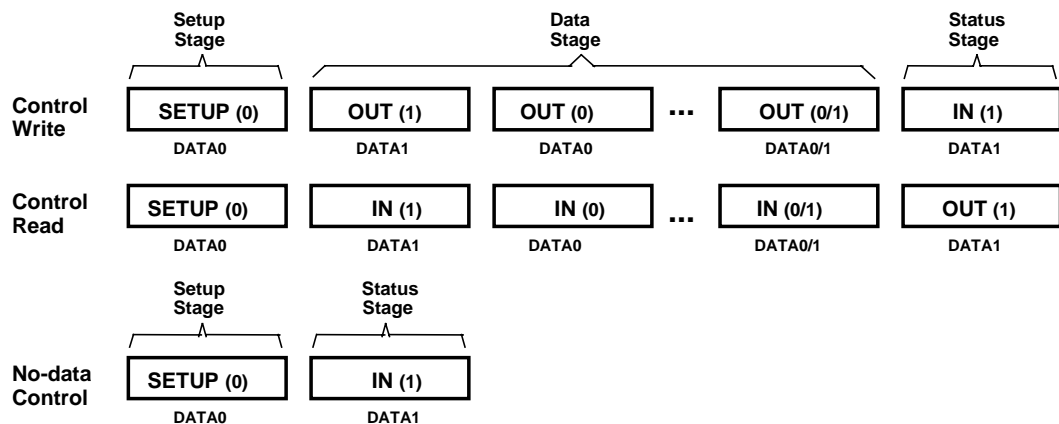 Setup
Stage
Data
Stage
Status
Stage
Control
Write
SETUP (0)
OUT (1)
OUT (0)
...
OUT (0/1)
IN (1)
DATA0
DATA1
DATA0
DATA0/1
DATA1
Control
Read
SETUP (0)
IN (1)
IN (0)
...
IN (0/1)
OUT (1)
DATA0
DATA1
DATA0
DATA0/1
DATA1
Setup
Stage
Status
Stage
No-data
Control
SETUP (0)
IN (1)
DATA0
DATA1